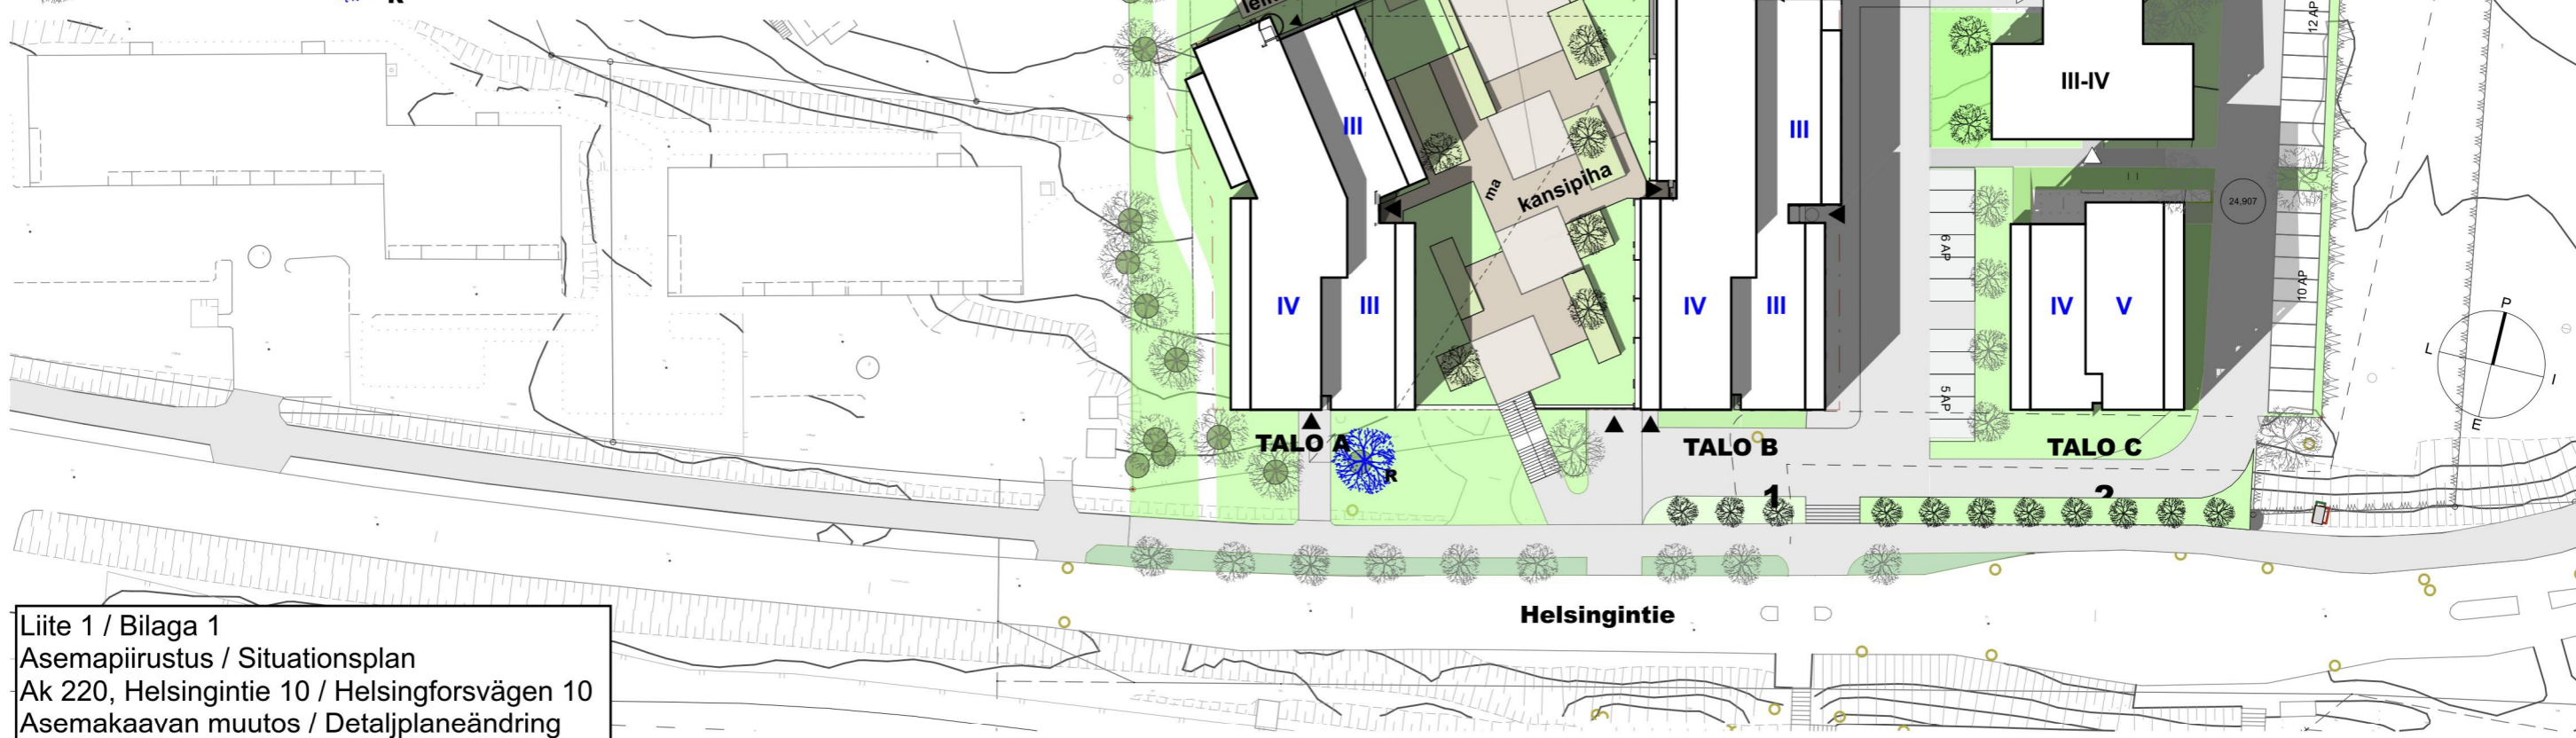 12 AP
III-IV
III
III
ma
kansipiha
24,907
6 AP
10 AP
IV
III
IV
III
IV
V
P
L
I
E
5 AP
TALO A
R
TALO B
TALO C
1
Helsingintie
Liite 1 / Bilaga 1
Asemapiirustus / Situationsplan
Ak 220, Helsingintie 10 / Helsingforsvägen 10
Asemakaavan muutos / Detaljplaneändring